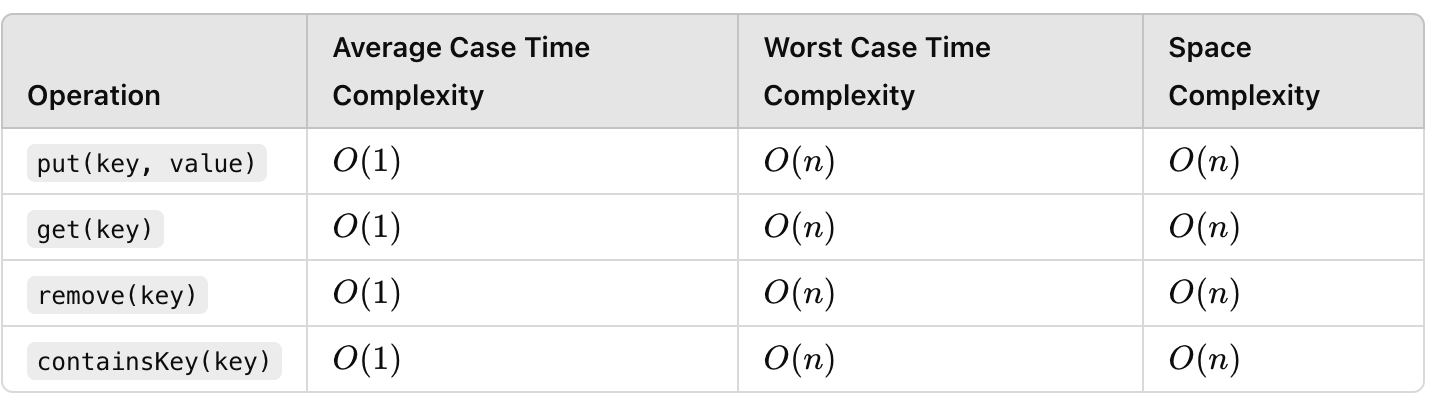 Operation Average Case Time Complexity Worst Case Time Complexity Space Complexity
put(key, value) O(1) O(n) O(n)
get(key) O(1) O(n) O(n)
remove(key) O(1) O(n) O(n)
containsKey(key) O(1) O(n) O(n)